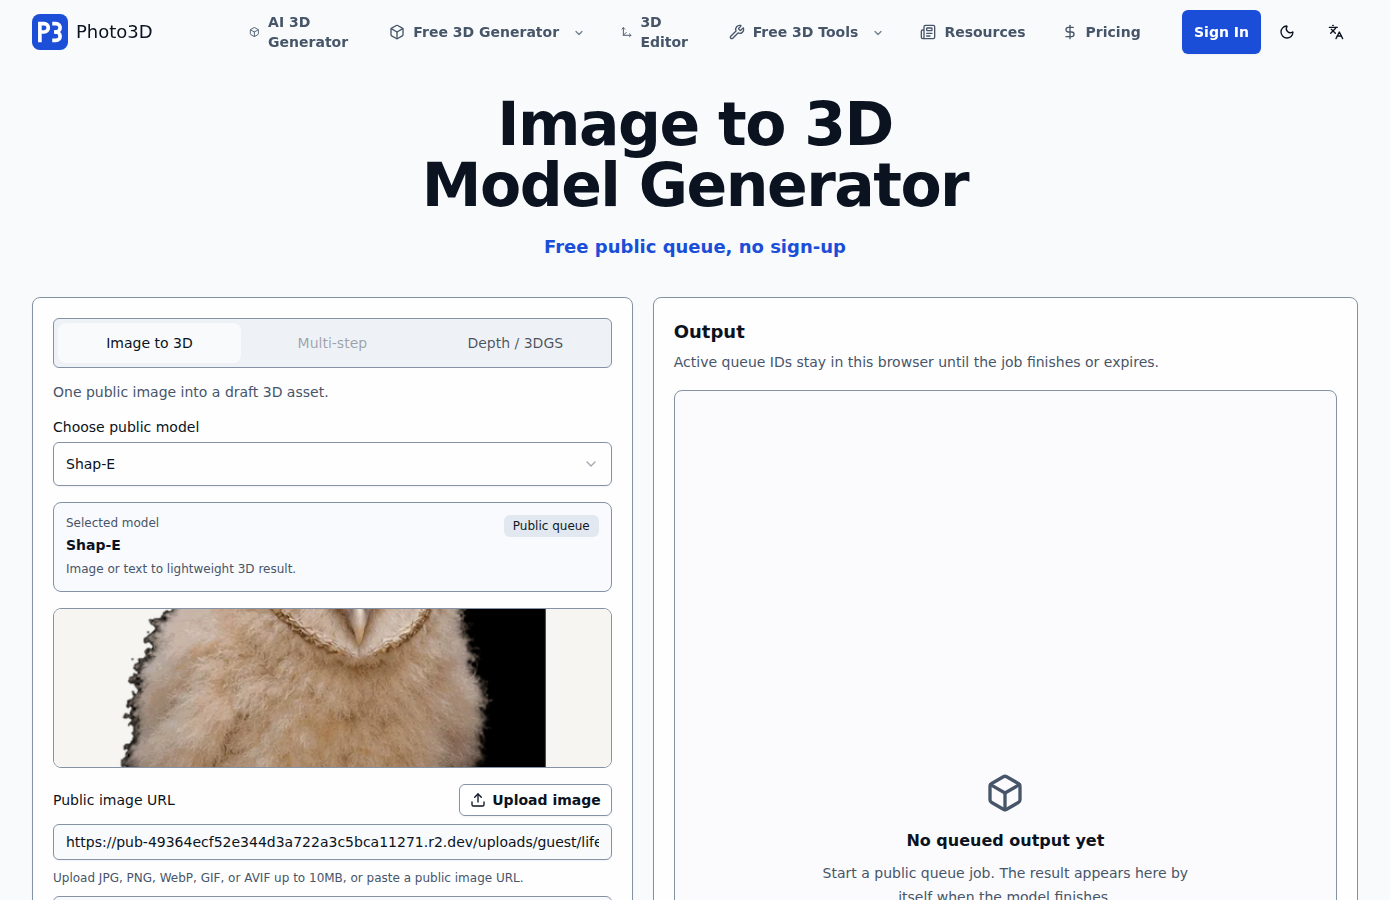 Photo3D
AI 3D
Generator
Free 3D Generator
3D
Editor
Free 3D Tools
Resources
Pricing
Sign In
Image to 3D
Model Generator
Free public queue, no sign-up
Image to 3D
Multi-step
Depth / 3DGS
One public image into a draft 3D asset.
Choose public model
Shap-E
Selected model
Public queue
Shap-E
Image or text to lightweight 3D result.
Public image URL
Upload image
https://pub-49364ecf52e344d3a722a3c5bca11271.r2.dev/uploads/guest/life
Upload JPG, PNG, WebP, GIF, or AVIF up to 10MB, or paste a public image URL.
Output
Active queue IDs stay in this browser until the job finishes or expires.
No queued output yet
Start a public queue job. The result appears here by
itself when the model finishes.